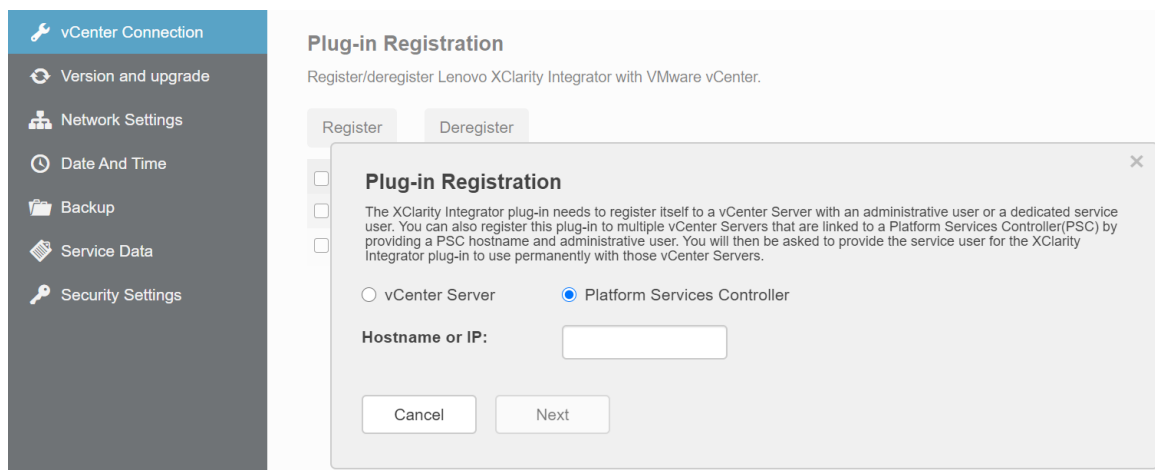 vCenter Connection
Version and upgrade
Network Settings
Date And Time
Backup
Service Data
Security Settings
Plug-in Registration
Register/deregister Lenovo XClarity Integrator with VMware vCenter.
Register
Deregister
Plug-in Registration
The XClarity Integrator plug-in needs to register itself to a vCenter Server with an administrative user or a dedicated service
user. You can also register this plug-in to multiple vCenter Servers that are linked to a Platform Services Controller(PSC) by
providing a PSC hostname and administrative user. You will then be asked to provide the service user for the XClarity
Integrator plug-in to use permanently with those vCenter Servers.
vCenter Server
Platform Services Controller
Hostname or IP:
Cancel
Next